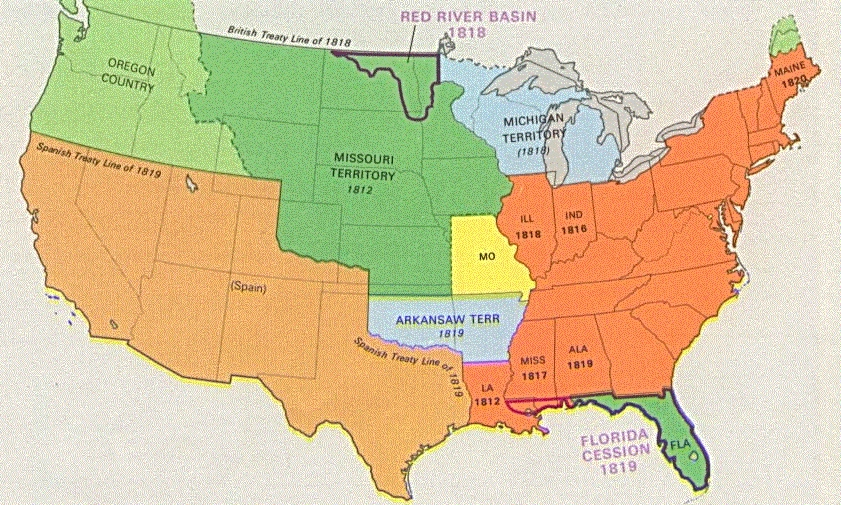 RED RIVER BASIN
1818
British Treaty Line of 1818
OREGON
COUNTRY
MAINE
1820
MICHIGAN
TERRITORY
(1818)
Spanish Treaty Line of 1819
MISSOURI
TERRITORY
1812
ILL
1818
IND
1816
MO
(Spain)
ARKANSAW TERR
1819
Spanish Treaty Line of 1819
MISS
1817
ALA
1819
LA
1812
FLORIDA
CESSION
1819
FLA